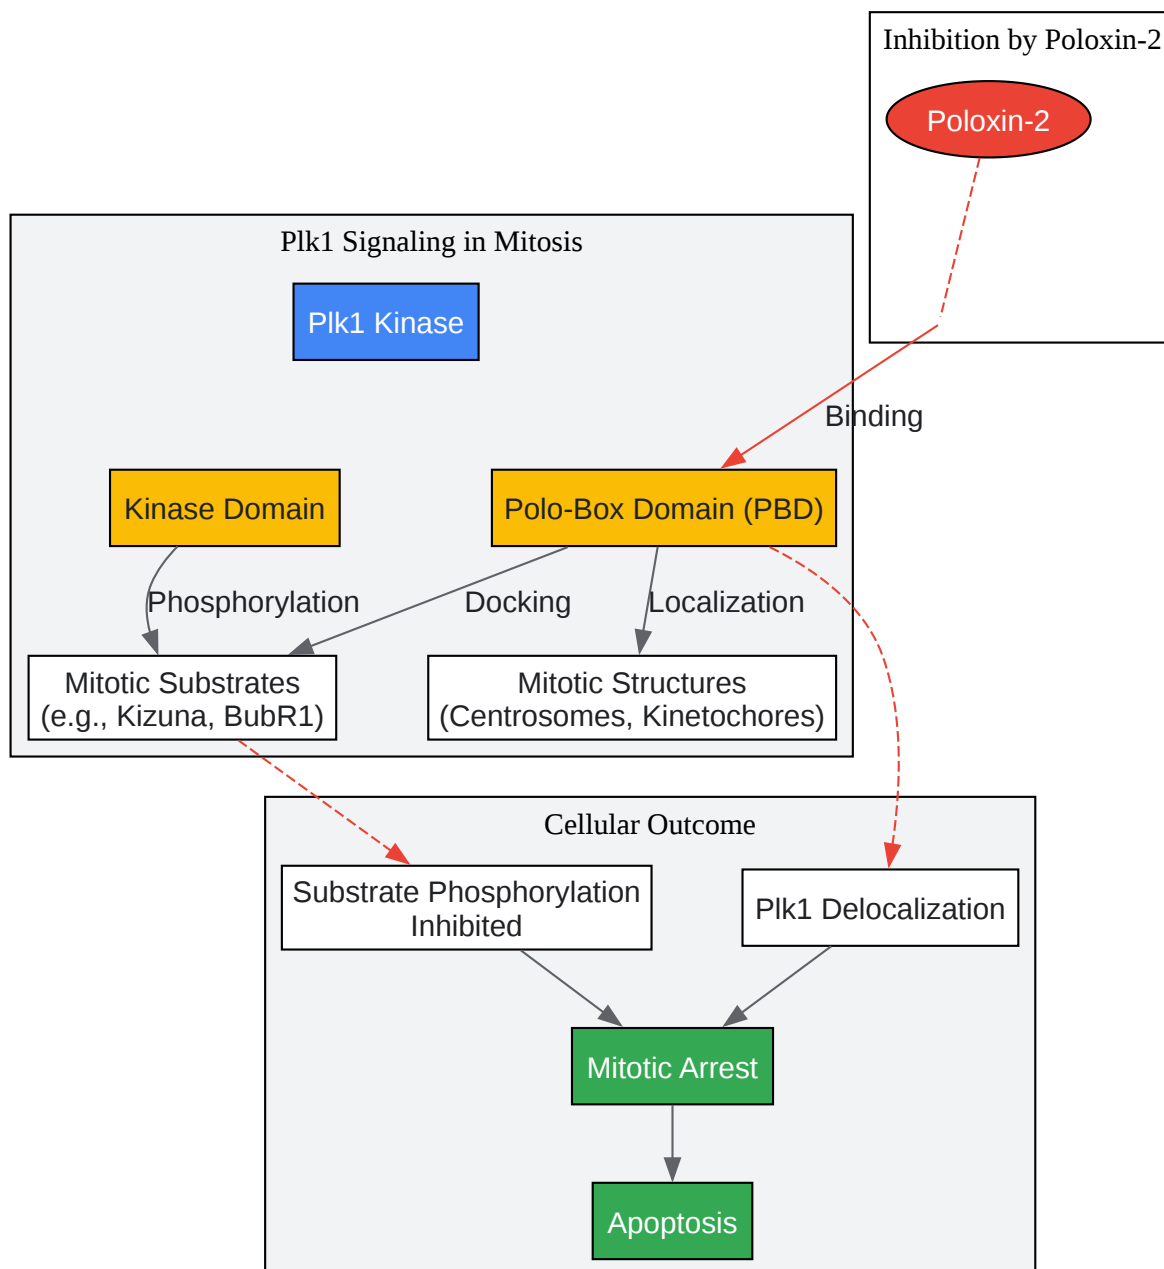 Inhibition by Poloxin-2
Poloxin-2
Plk1 Signaling in Mitosis
Plk1 Kinase
Binding
Kinase Domain
Polo-Box Domain (PBD)
Phosphorylation
Docking
Localization
Mitotic Substrates
(e.g., Kizuna, BubR1)
Mitotic Structures
(Centrosomes, Kinetochores)
Cellular Outcome
Substrate Phosphorylation
Inhibited
Plk1 Delocalization
Mitotic Arrest
Apoptosis